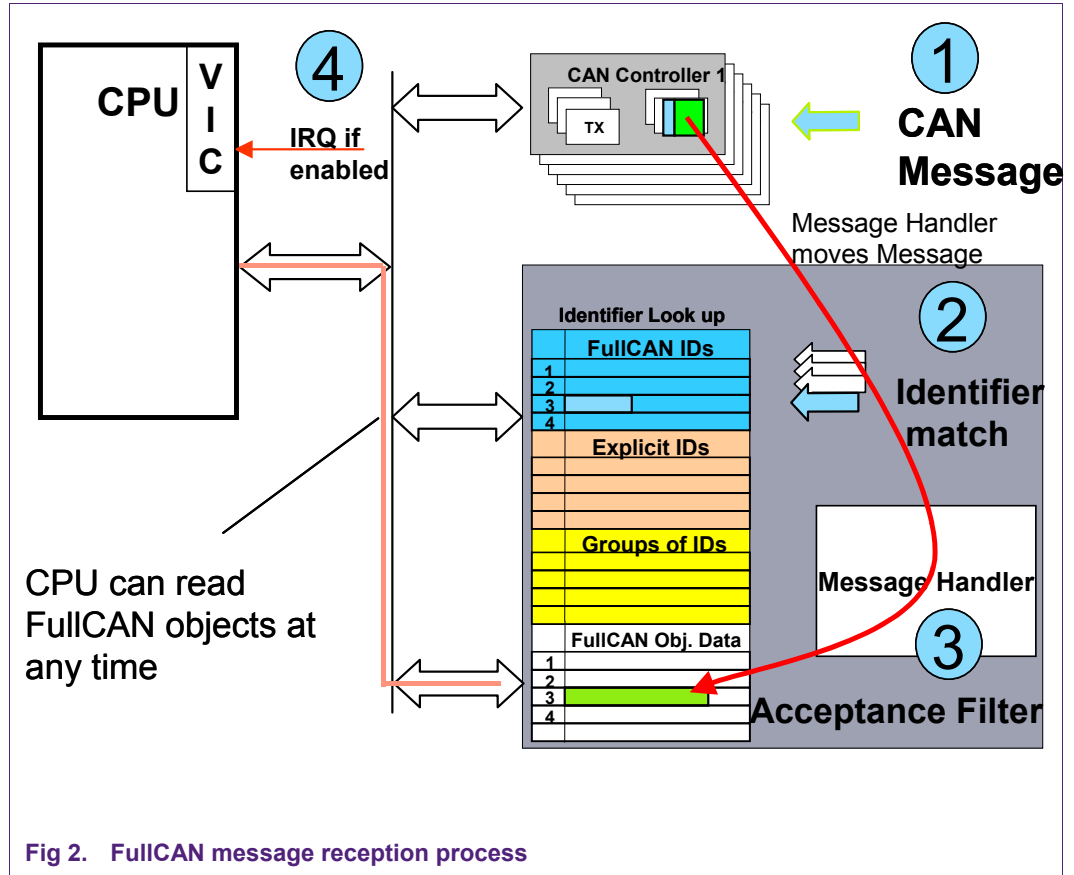 CPU
V
I
C
4
IRQ if
enabled
CAN Controller 1
TX
1
CAN
Message
Message Handler
moves Message
2
Identifier
match
Identifier Look up
FullCAN IDs
1
2
3
4
Explicit IDs
Groups of IDs
Message Handler
3
FullCAN Obj. Data
1
2
3
4
Acceptance Filter
CPU can read
FullCAN objects at
any time
Fig 2. FullCAN message reception process